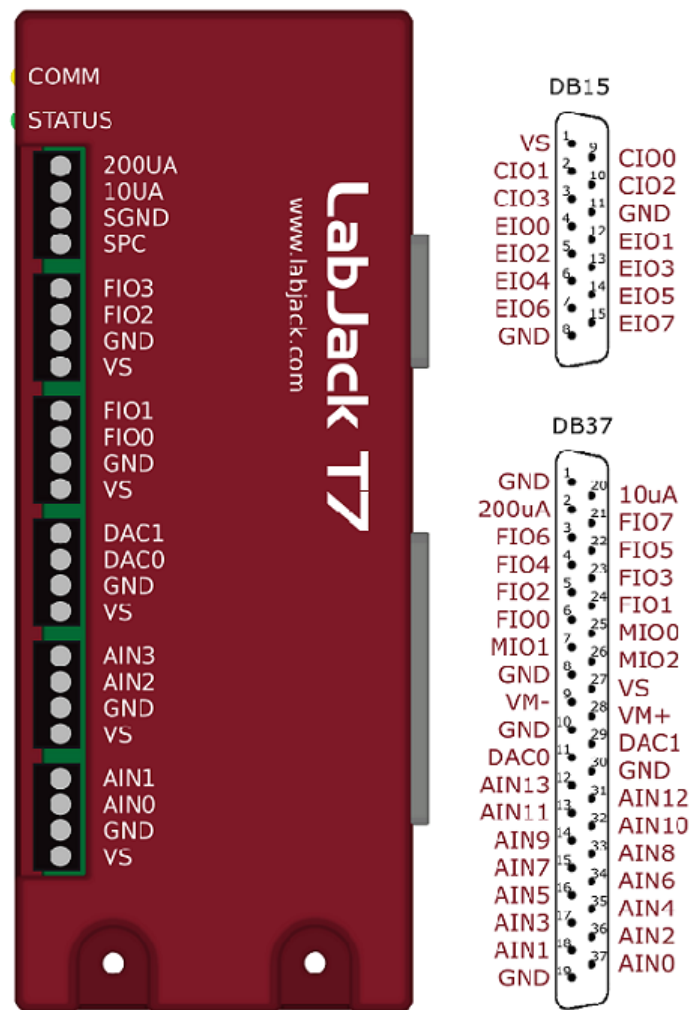 COMM
STATUS
200UA
10UA
SGND
SPC
FIO3
FIO2
GND
VS
FIO1
FIO0
GND
VS
DAC1
DAC0
GND
VS
AIN3
AIN2
GND
VS
AIN1
AIN0
GND
VS
LabJack T7
www.labjack.com
DB15
VS 1
9 CIO0
CIO1 2
10 CIO2
CIO3 3
11 GND
EIO0 4
12 EIO1
EIO2 5
13 EIO3
EIO4 6
14 EIO5
EIO6 7
15 EIO7
GND 8
DB37
GND 1
20 10uA
200uA 2
21 FIO7
FIO6 3
22 FIO5
FIO4 4
23 FIO3
FIO2 5
24 FIO1
FIO0 6
25 MIO0
MIO1 7
26 MIO2
GND 8
27 VS
VM- 9
28 VM+
GND 10
29 DAC1
DAC0 11
30 GND
AIN13 12
31 AIN12
AIN11 13
32 AIN10
AIN9 14
33 AIN8
AIN7 15
34 AIN6
AIN5 16
35 AIN4
AIN3 17
36 AIN2
AIN1 18
37 AIN0
GND 19